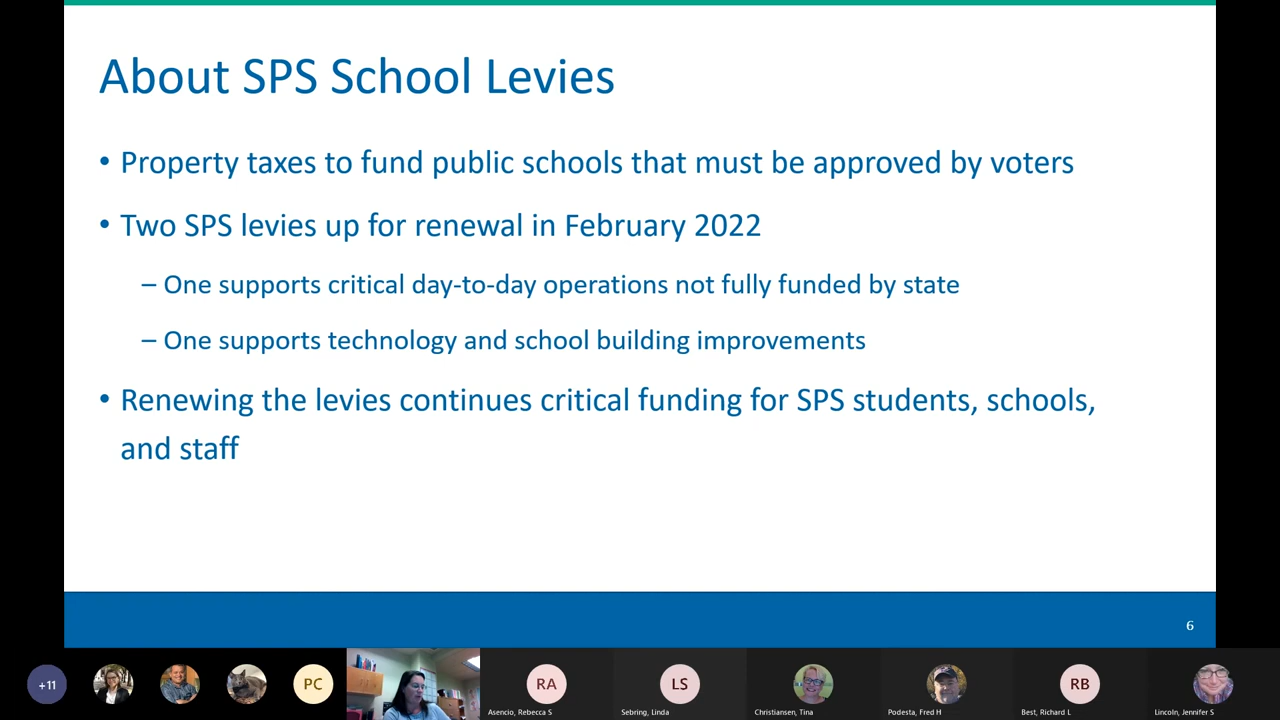 About SPS School Levies
• Property taxes to fund public schools that must be approved by voters
• Two SPS levies up for renewal in February 2022
– One supports critical day-to-day operations not fully funded by state
– One supports technology and school building improvements
• Renewing the levies continues critical funding for SPS students, schools,
and staff
6
+11
PC
RA
LS
RB
Asencio, Rebecca S
Sebring, Linda
Christiansen, Tina
Podesta, Fred H
Best, Richard L
Lincoln, Jennifer S